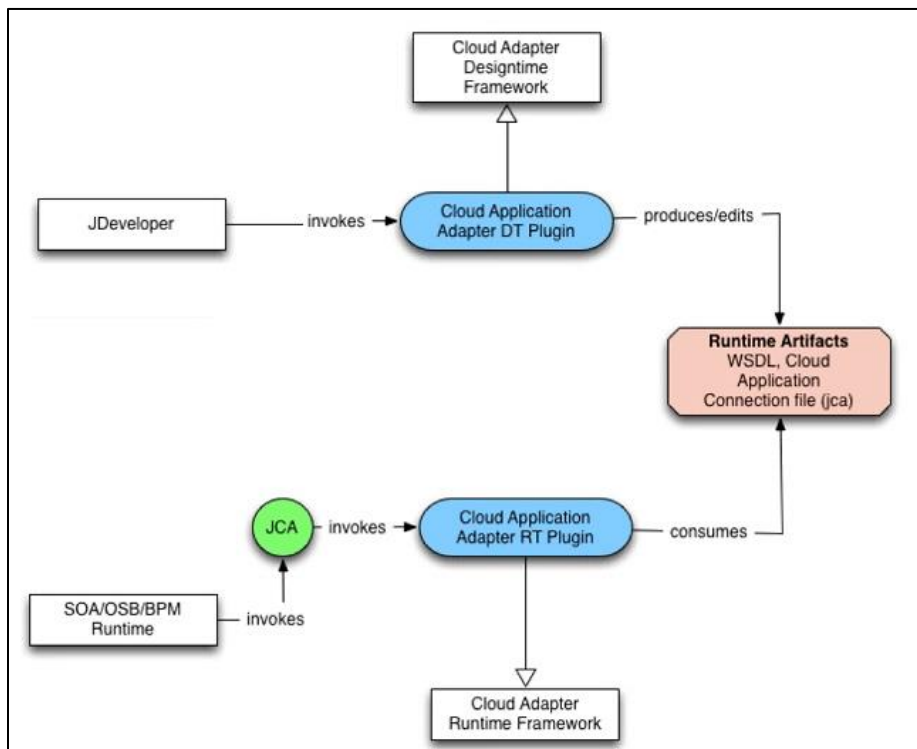 Cloud Adapter
Designtime
Framework
JDeveloper
invokes
Cloud Application
Adapter DT Plugin
produces/edits
Runtime Artifacts
WSDL, Cloud
Application
Connection file (jca)
JCA
invokes
Cloud Application
Adapter RT Plugin
consumes
SOA/OSB/BPM
Runtime
invokes
Cloud Adapter
Runtime Framework